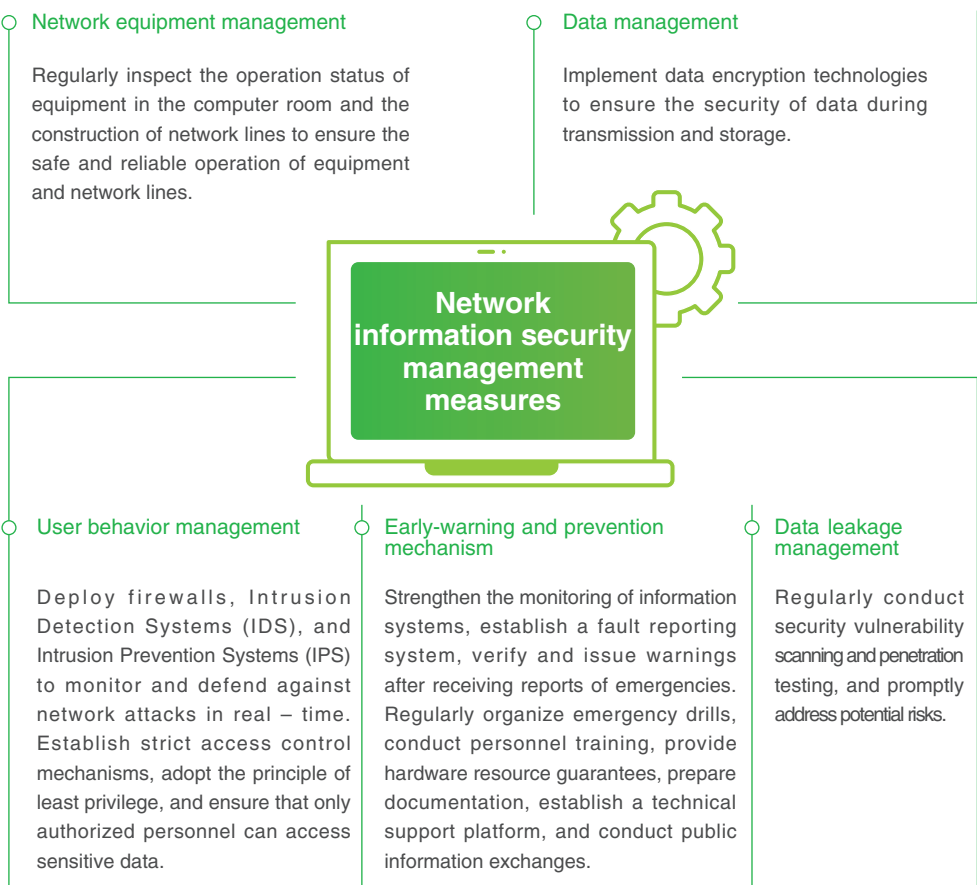 Network equipment management
Regularly inspect the operation status of
equipment in the computer room and the
construction of network lines to ensure the
safe and reliable operation of equipment
and network lines.
Data management
Implement data encryption technologies
to ensure the security of data during
transmission and storage.
Network
information security
management
measures
User behavior management
Deploy firewalls, Intrusion
Detection Systems (IDS), and
Intrusion Prevention Systems (IPS)
to monitor and defend against
network attacks in real – time.
Establish strict access control
mechanisms, adopt the principle of
least privilege, and ensure that only
authorized personnel can access
sensitive data.
Early-warning and prevention
mechanism
Strengthen the monitoring of information
systems, establish a fault reporting
system, verify and issue warnings
after receiving reports of emergencies.
Regularly organize emergency drills,
conduct personnel training, provide
hardware resource guarantees, prepare
documentation, establish a technical
support platform, and conduct public
information exchanges.
Data leakage
management
Regularly conduct
security vulnerability
scanning and penetration
testing, and promptly
address potential risks.